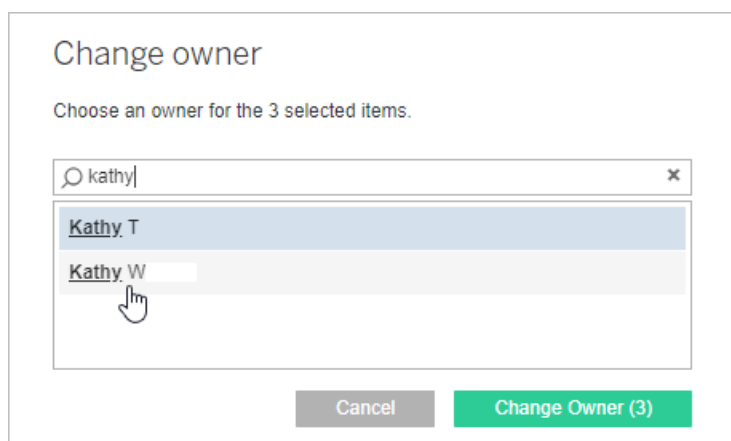 Change owner
Choose an owner for the 3 selected items.
kathy
Kathy T
Kathy W
Cancel Change Owner (3)